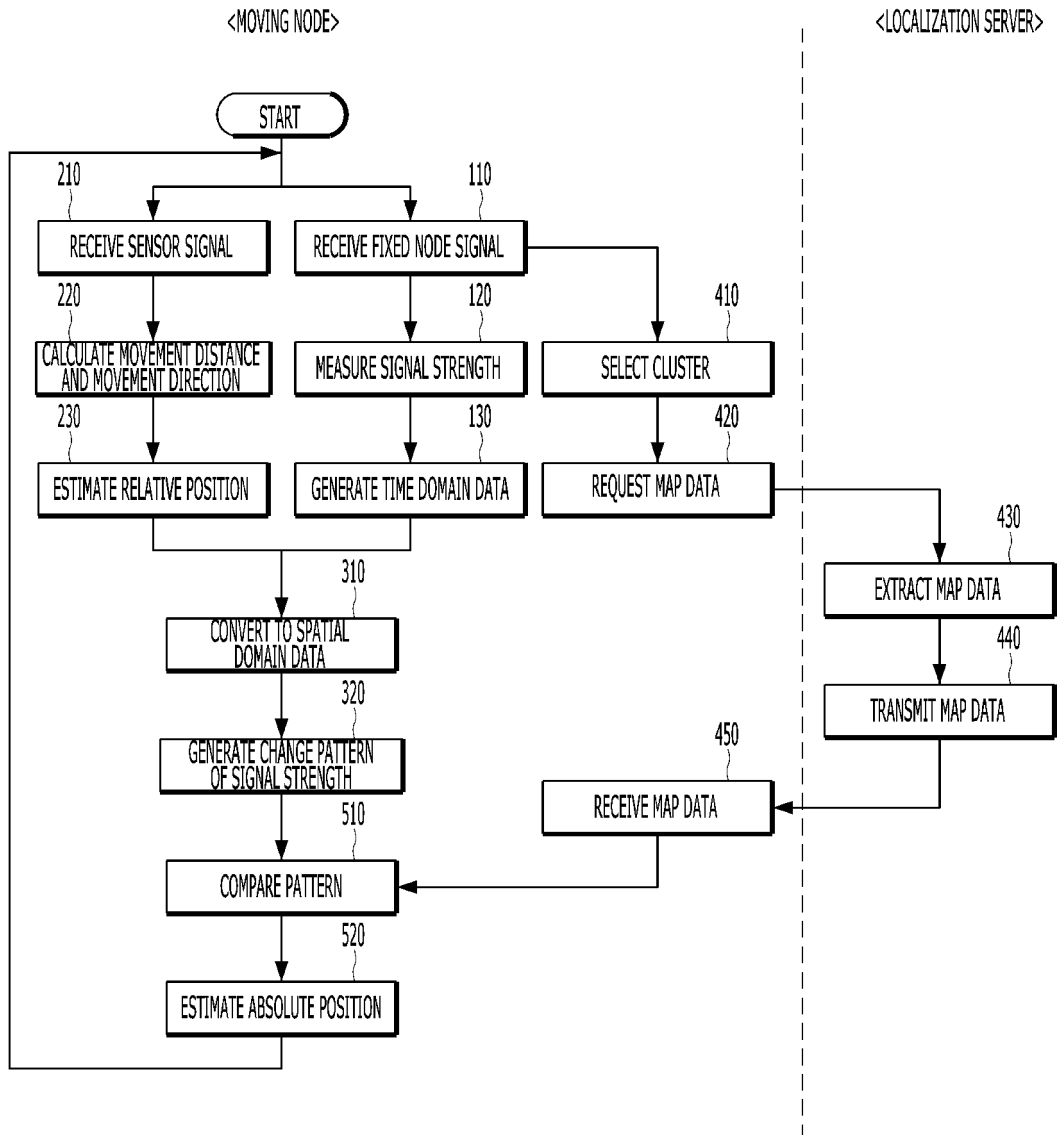 <MOVING NODE>
<LOCALIZATION SERVER>
START
210
110
RECEIVE SENSOR SIGNAL
RECEIVE FIXED NODE SIGNAL
220
120
410
CALCULATE MOVEMENT DISTANCE
AND MOVEMENT DIRECTION
MEASURE SIGNAL STRENGTH
SELECT CLUSTER
230
130
420
ESTIMATE RELATIVE POSITION
GENERATE TIME DOMAIN DATA
REQUEST MAP DATA
430
EXTRACT MAP DATA
310
CONVERT TO SPATIAL
DOMAIN DATA
440
TRANSMIT MAP DATA
320
GENERATE CHANGE PATTERN
OF SIGNAL STRENGTH
450
RECEIVE MAP DATA
510
COMPARE PATTERN
520
ESTIMATE ABSOLUTE POSITION